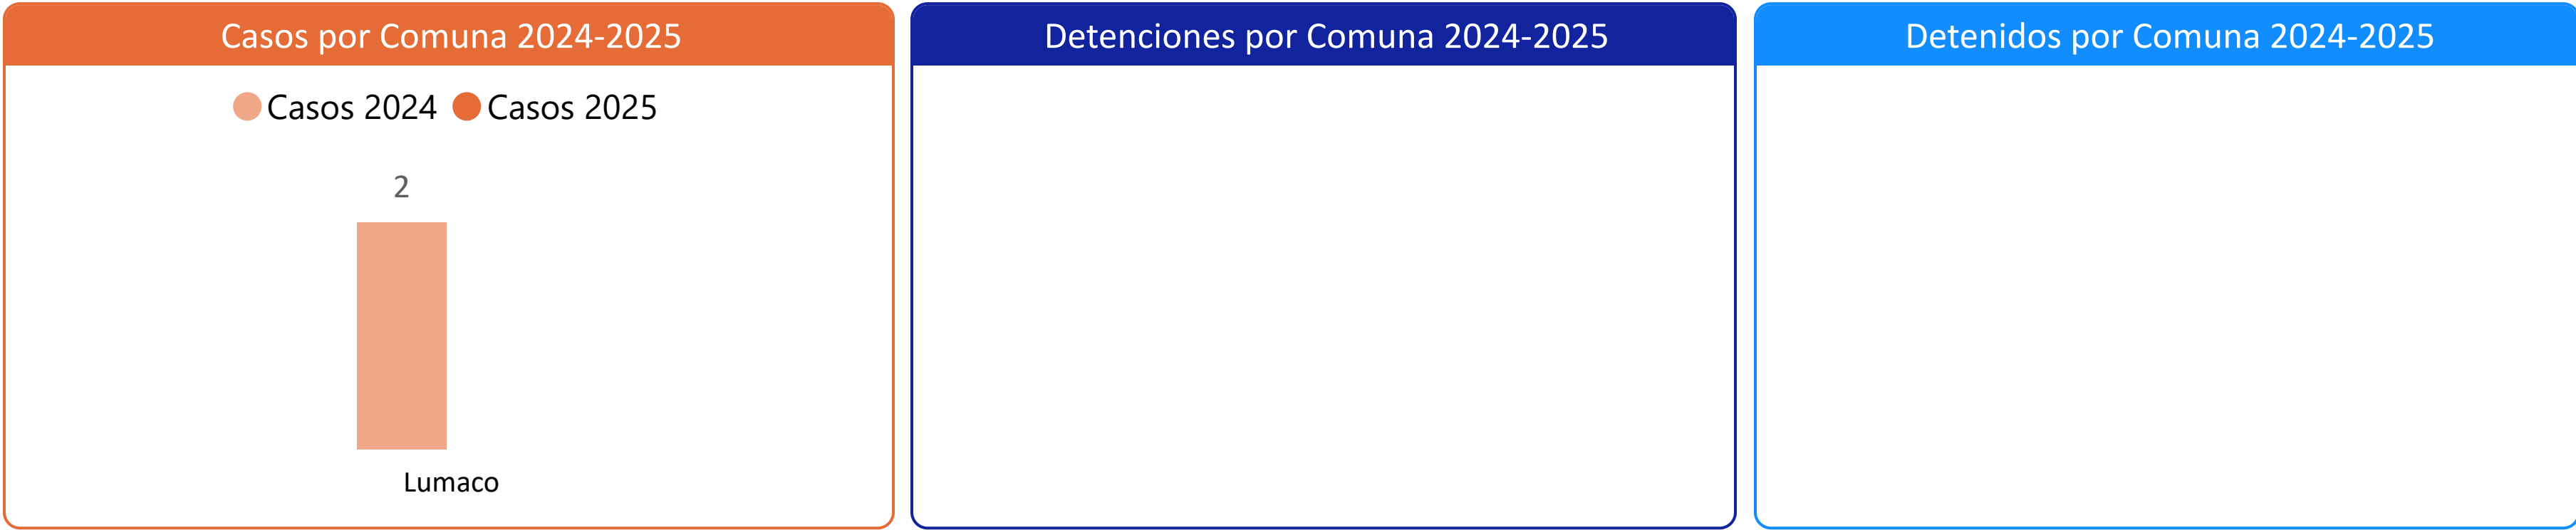 Casos por Comuna 2024-2025
Casos 2024 Casos 2025
2
Lumaco
Detenciones por Comuna 2024-2025
Detenidos por Comuna 2024-2025